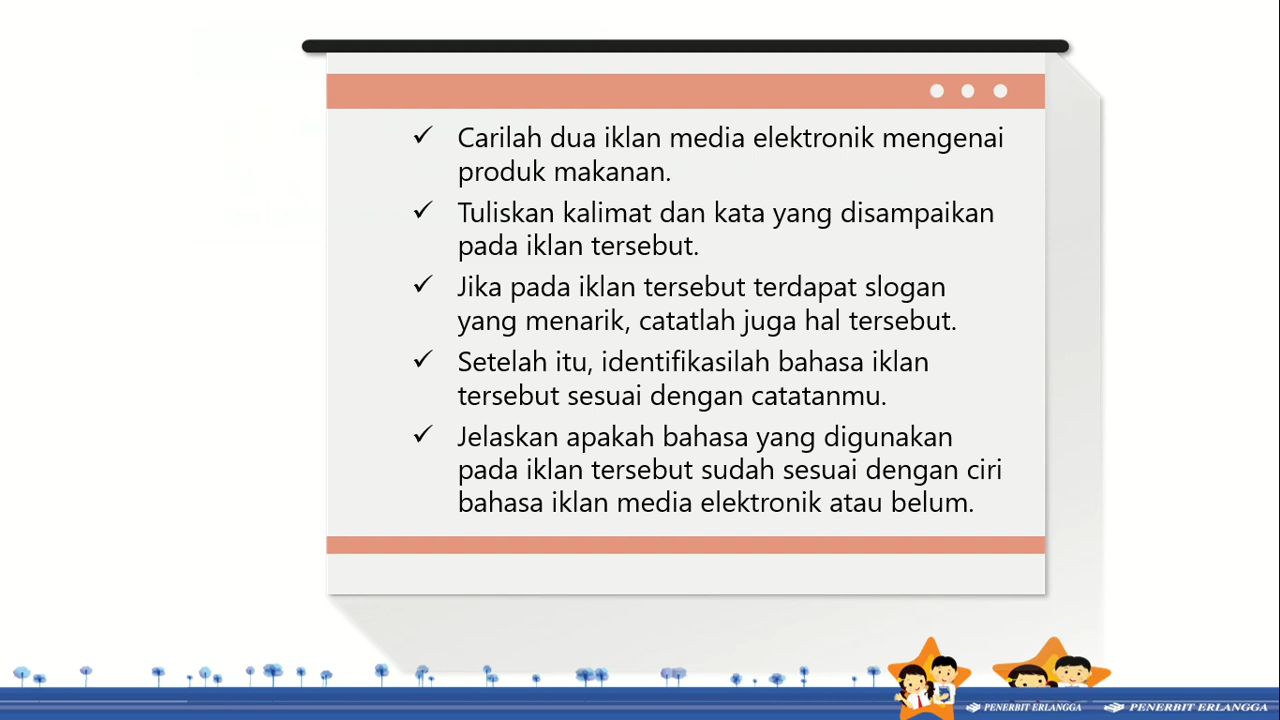 ✓ Carilah dua iklan media elektronik mengenai
produk makanan.
✓ Tuliskan kalimat dan kata yang disampaikan
pada iklan tersebut.
✓ Jika pada iklan tersebut terdapat slogan
yang menarik, catatlah juga hal tersebut.
✓ Setelah itu, identifikasilah bahasa iklan
tersebut sesuai dengan catatanmu.
✓ Jelaskan apakah bahasa yang digunakan
pada iklan tersebut sudah sesuai dengan ciri
bahasa iklan media elektronik atau belum.
PENERBIT ERLANGGA
PENERBIT ERLANGGA